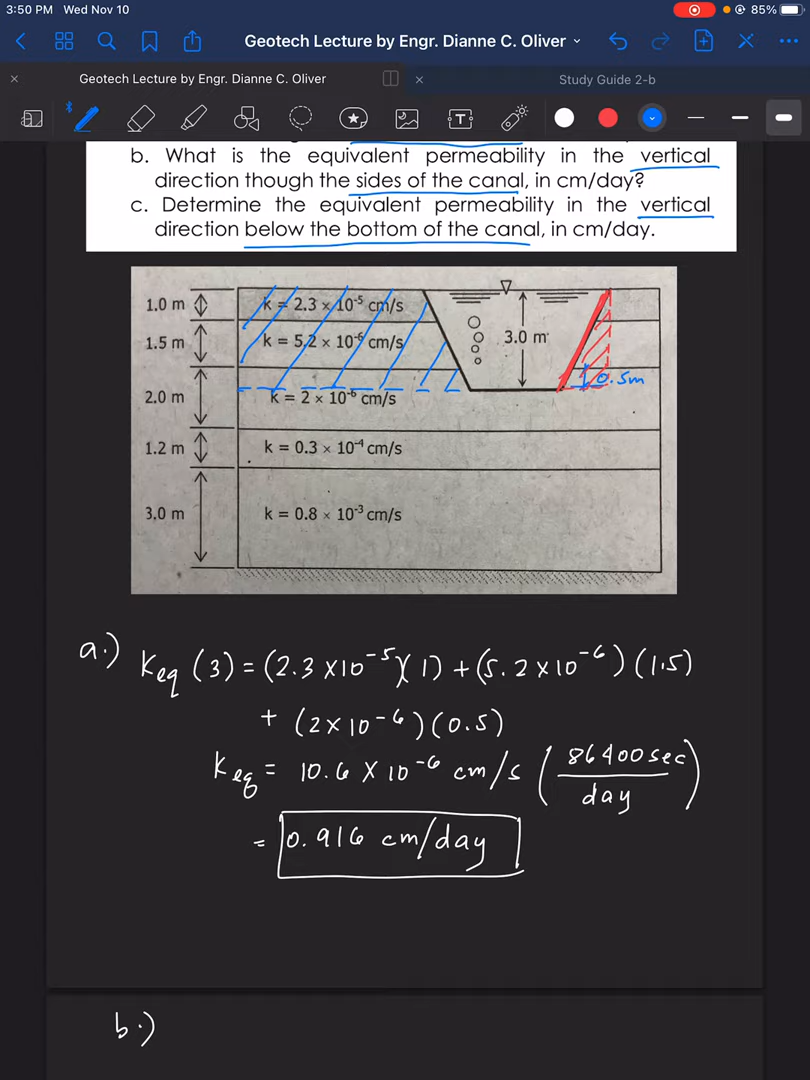 3:50 PM Wed Nov 10
85%
Geotech Lecture by Engr. Dianne C. Oliver
Geotech Lecture by Engr. Dianne C. Oliver
Study Guide 2-b
b. What is the equivalent permeability in the vertical
direction though the sides of the canal, in cm/day?
c. Determine the equivalent permeability in the vertical
direction below the bottom of the canal, in cm/day.
1.0 m
k = 2.3 × 10⁻⁵ cm/s
1.5 m
k = 5.2 × 10⁻⁶ cm/s
3.0 m
0.5m
2.0 m
k = 2 × 10⁻⁶ cm/s
1.2 m
k = 0.3 × 10⁻⁴ cm/s
3.0 m
k = 0.8 × 10⁻³ cm/s
a.) Keq (3) = (2.3 x10⁻⁵)(1) + (5.2 x10⁻⁶)(1.5)
+ (2x10⁻⁶)(0.5)
Keq = 10.6 X 10⁻⁶ cm/s (86400sec/day)
= 0.916 cm/day
b.)